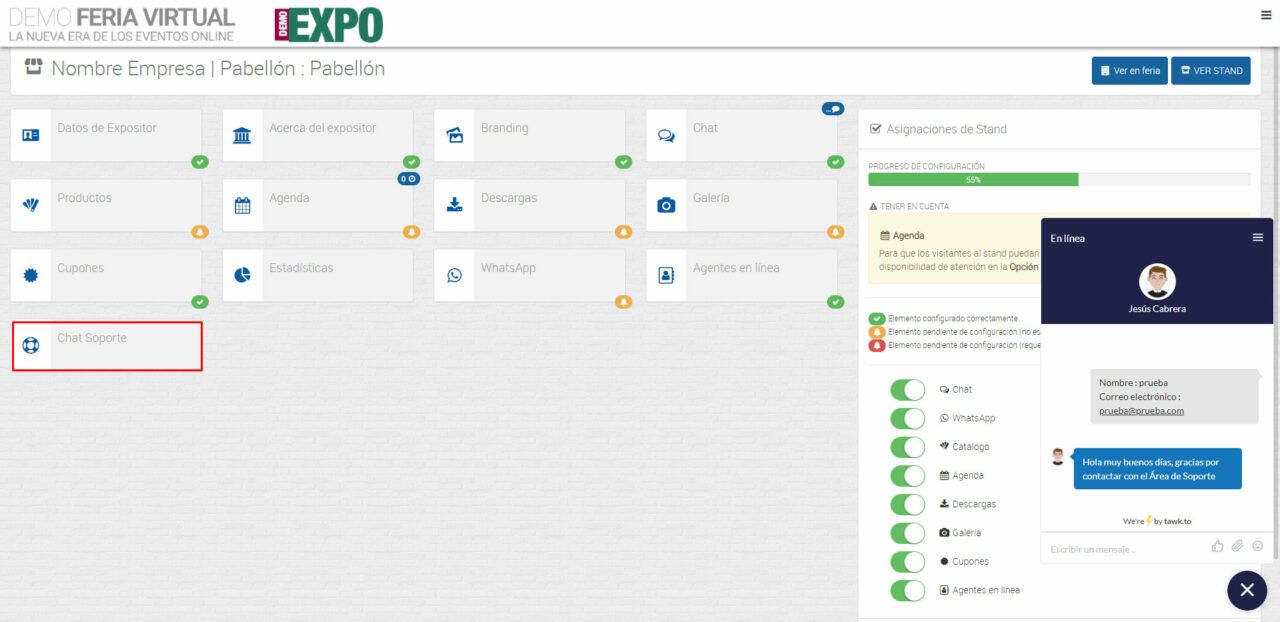 DEMO FERIA VIRTUAL
LA NUEVA ERA DE LOS EVENTOS ONLINE
DEMO EXPO
Nombre Empresa | Pabellón : Pabellón
Ver en feria
VER STAND
Datos de Expositor
Acerca del expositor
Branding
Chat
Productos
0
Agenda
Descargas
Galería
Cupones
Estadísticas
WhatsApp
Agentes en línea
Chat Soporte
Asignaciones de Stand
PROGRESO DE CONFIGURACIÓN
55%
TENER EN CUENTA
Agenda
Para que los visitantes al stand puedan
disponibilidad de atención en la Opción
Elemento configurado correctamente.
Elemento pendiente de configuración.(no es
Elemento pendiente de configuración.(reque
Chat
WhatsApp
Catálogo
Agenda
Descargas
Galería
Cupones
Agentes en línea
En línea
Jesús Cabrera
Nombre : prueba
Correo electrónico :
prueba@prueba.com
Hola muy buenos días, gracias por
contactar con el Área de Soporte
We're by tawk.to
Escribir un mensaje ..